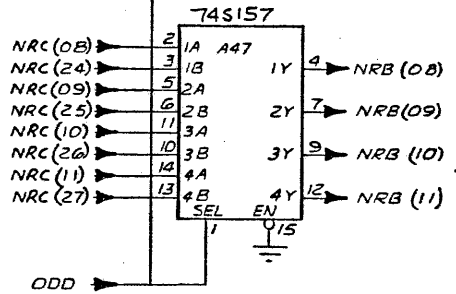 74S157
NRC(08) 2 1A A47
NRC(24) 3 1B 1Y 4 NRB(08)
NRC(09) 5 2A
NRC(25) 6 2B 2Y 7 NRB(09)
NRC(10) 11 3A
NRC(26) 10 3B 3Y 9 NRB(10)
NRC(11) 14 4A
NRC(27) 13 4B 4Y 12 NRB(11)
SEL EN
1 15
ODD